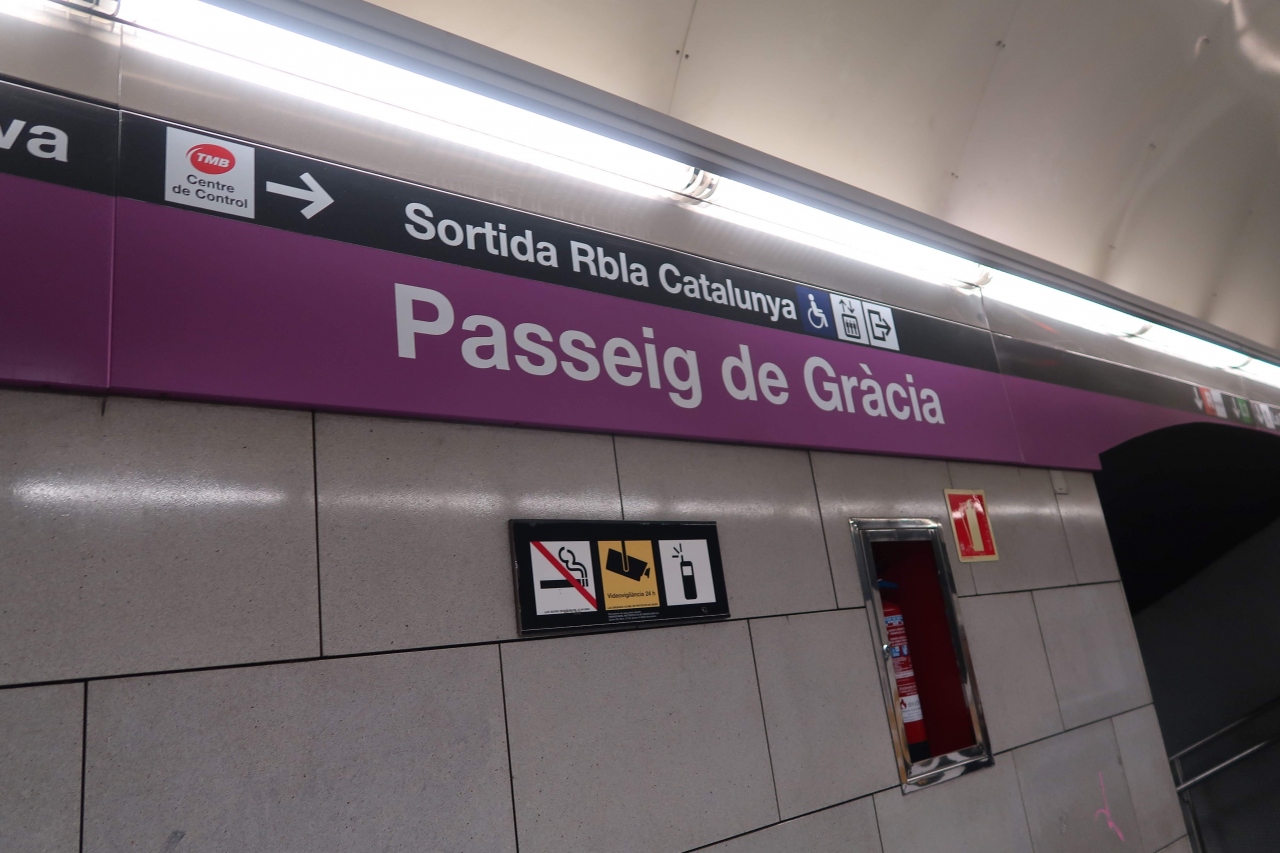 va
TMB
Centre
de Control
Sortida Rbla Catalunya
Passeig de Gràcia
Videovigilància 24 h